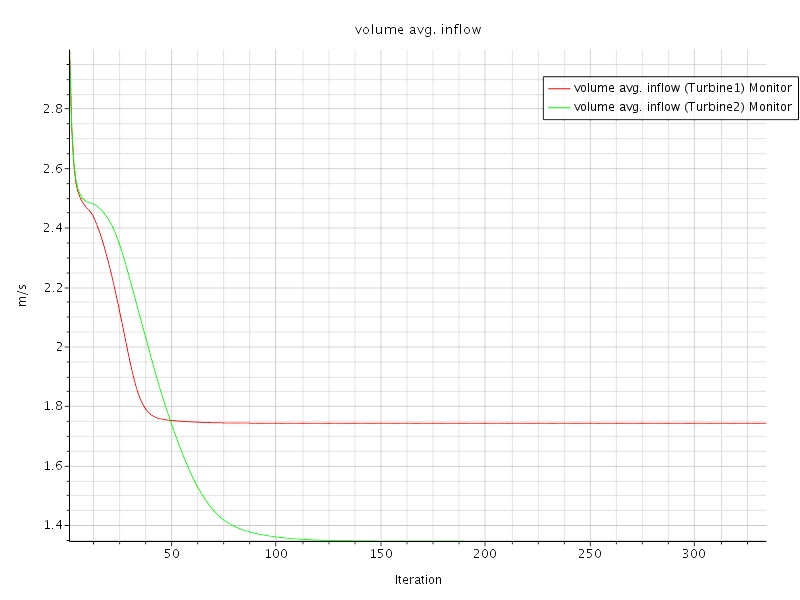 volume avg. inflow
volume avg. inflow (Turbine1) Monitor
volume avg. inflow (Turbine2) Monitor
2.8
2.6
2.4
2.2
2
1.8
1.6
1.4
m/s
50 100 150 200 250 300
Iteration